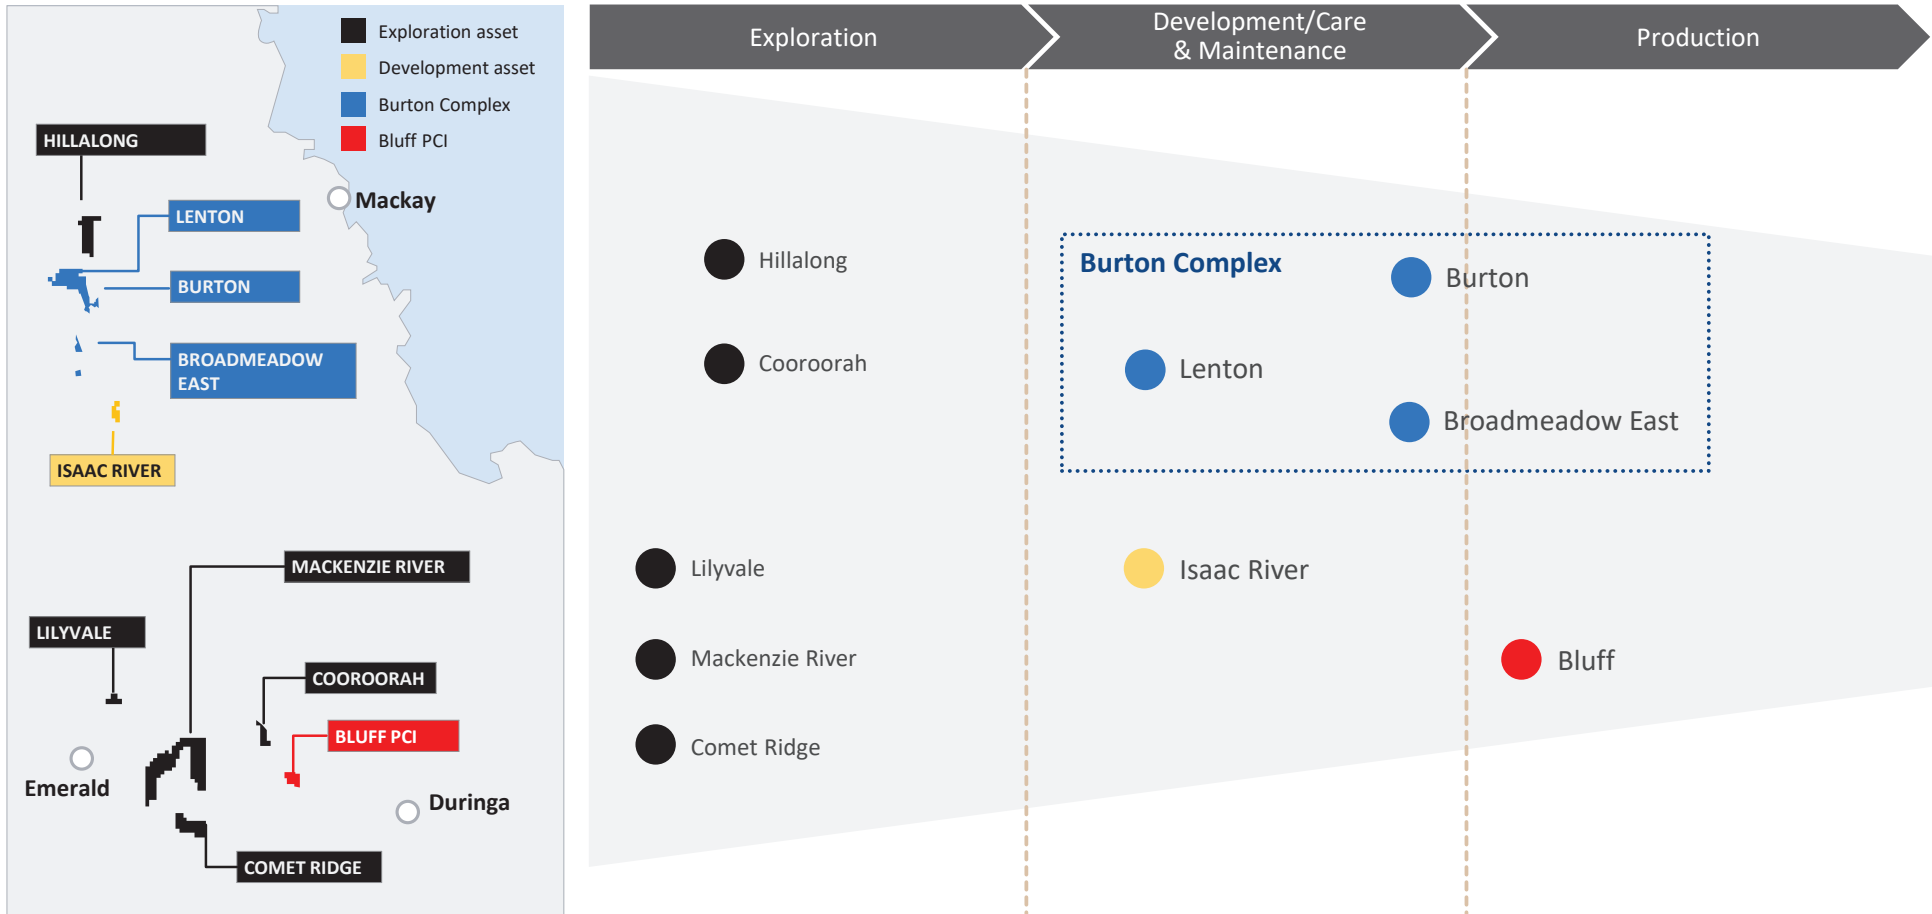 Exploration asset
Development asset
Burton Complex
Bluff PCI
HILLALONG
Mackay
LENTON
BURTON
BROADMEADOW
EAST
ISAAC RIVER
MACKENZIE RIVER
LILYVALE
COOROORAH
BLUFF PCI
Emerald
Duringa
COMET RIDGE
Exploration
Development/Care
& Maintenance
Production
Hillalong
Burton Complex
Burton
Cooroorah
Lenton
Broadmeadow East
Lilyvale
Isaac River
Mackenzie River
Bluff
Comet Ridge